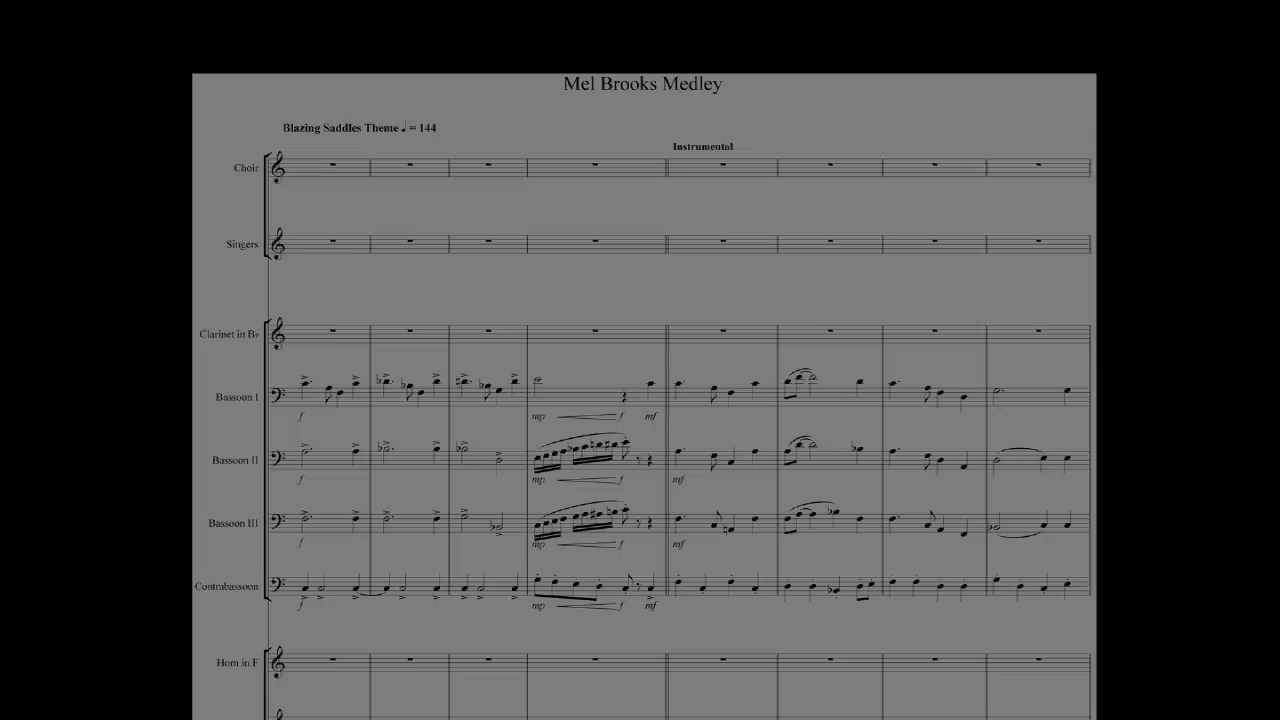 Mel Brooks Medley
Blazing Saddles Theme ♩ = 144
Instrumental
Choir
Singers
Clarinet in B♭
Bassoon I
f
mp
f
mf
Bassoon II
f
mp
f
mf
Bassoon III
f
mp
f
mf
Contrabassoon
f
mp
f
mf
Horn in F